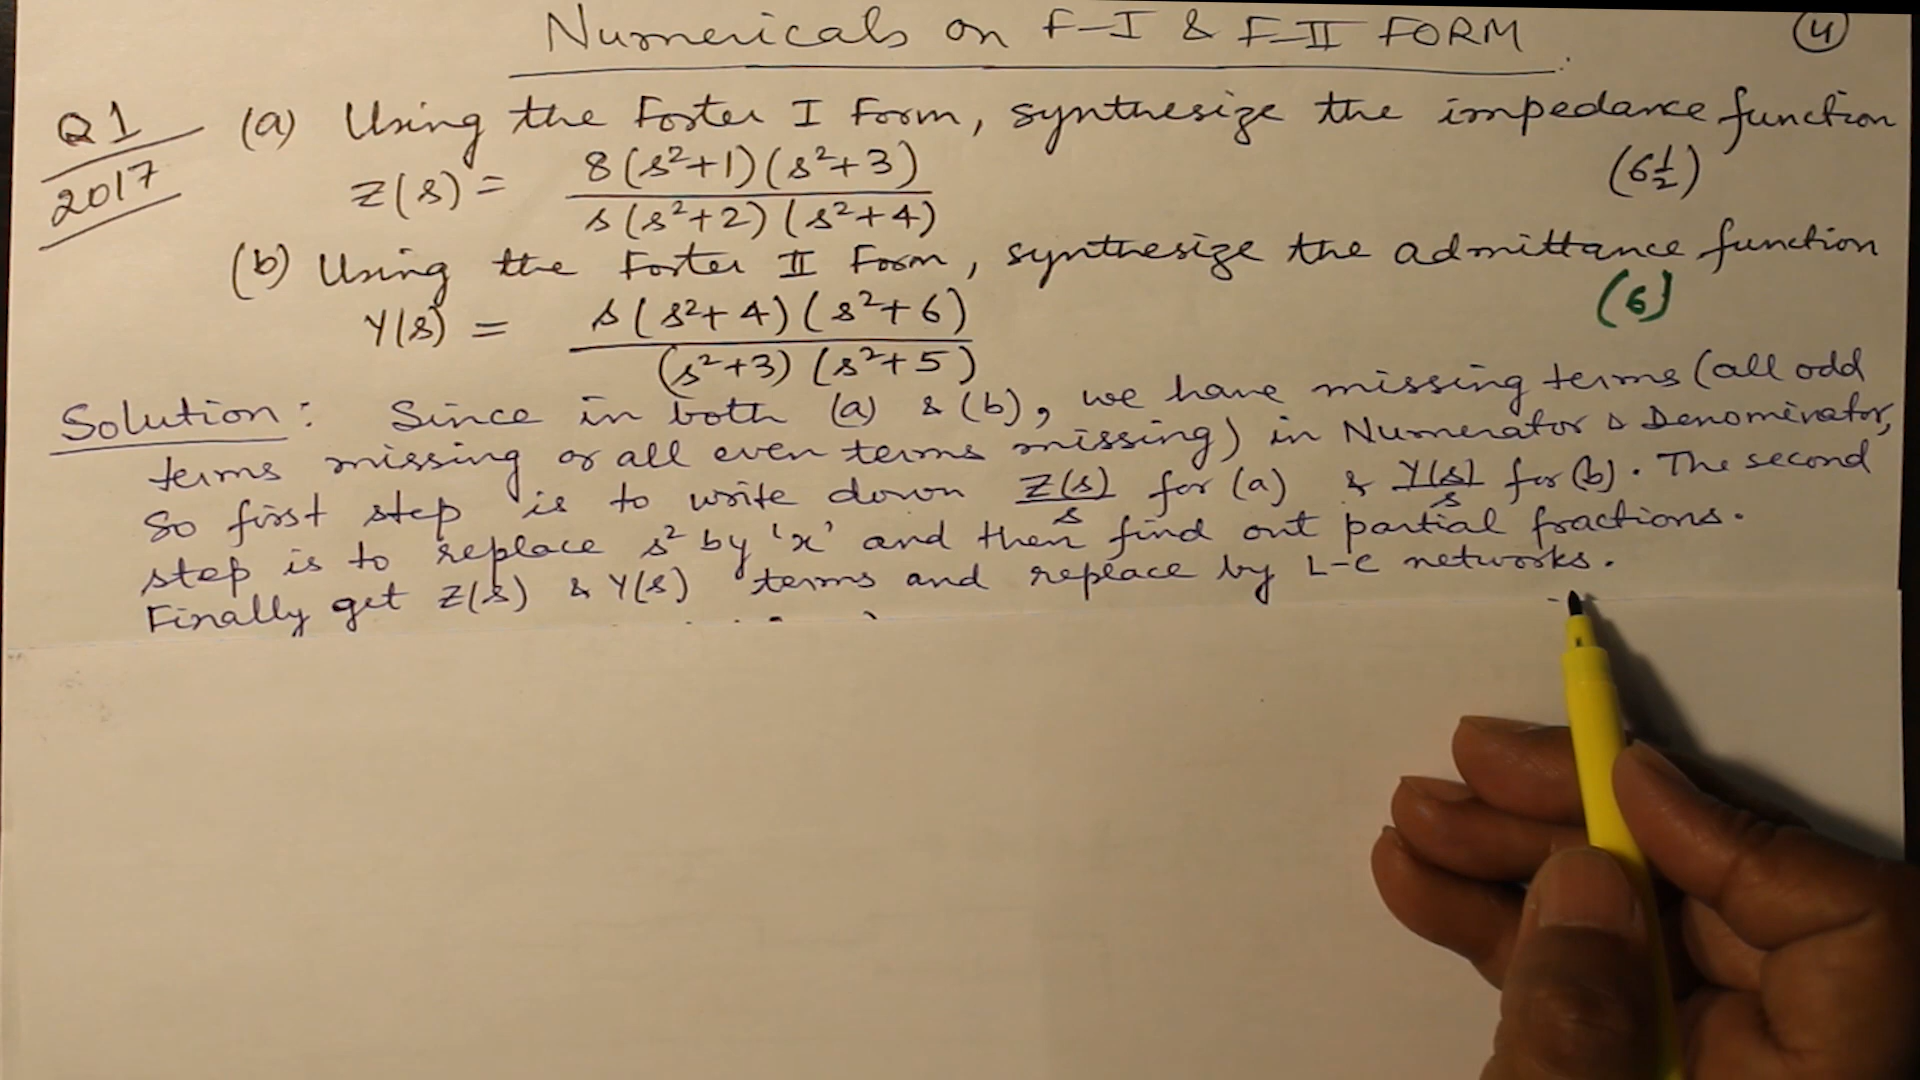 Numericals on F-I & F-II FORM
(4)
Q1 (a) Using the Foster I Form, synthesize the impedance function
2017
Z(s) = 8(s²+1)(s²+3) / s(s²+2)(s²+4) (6½)
(b) Using the Foster II Form, synthesize the admittance function
Y(s) = s(s²+4)(s²+6) / (s²+3)(s²+5) (6)
Solution: Since in both (a) & (b), we have missing terms (all odd
terms missing or all even terms missing) in Numerator & Denominator,
So first step is to write down Z(s)/s for (a) & Y(s)/s for (b). The second
step is to replace s² by 'x' and then find out partial fractions.
Finally get Z(s) & Y(s) terms and replace by L-C networks.